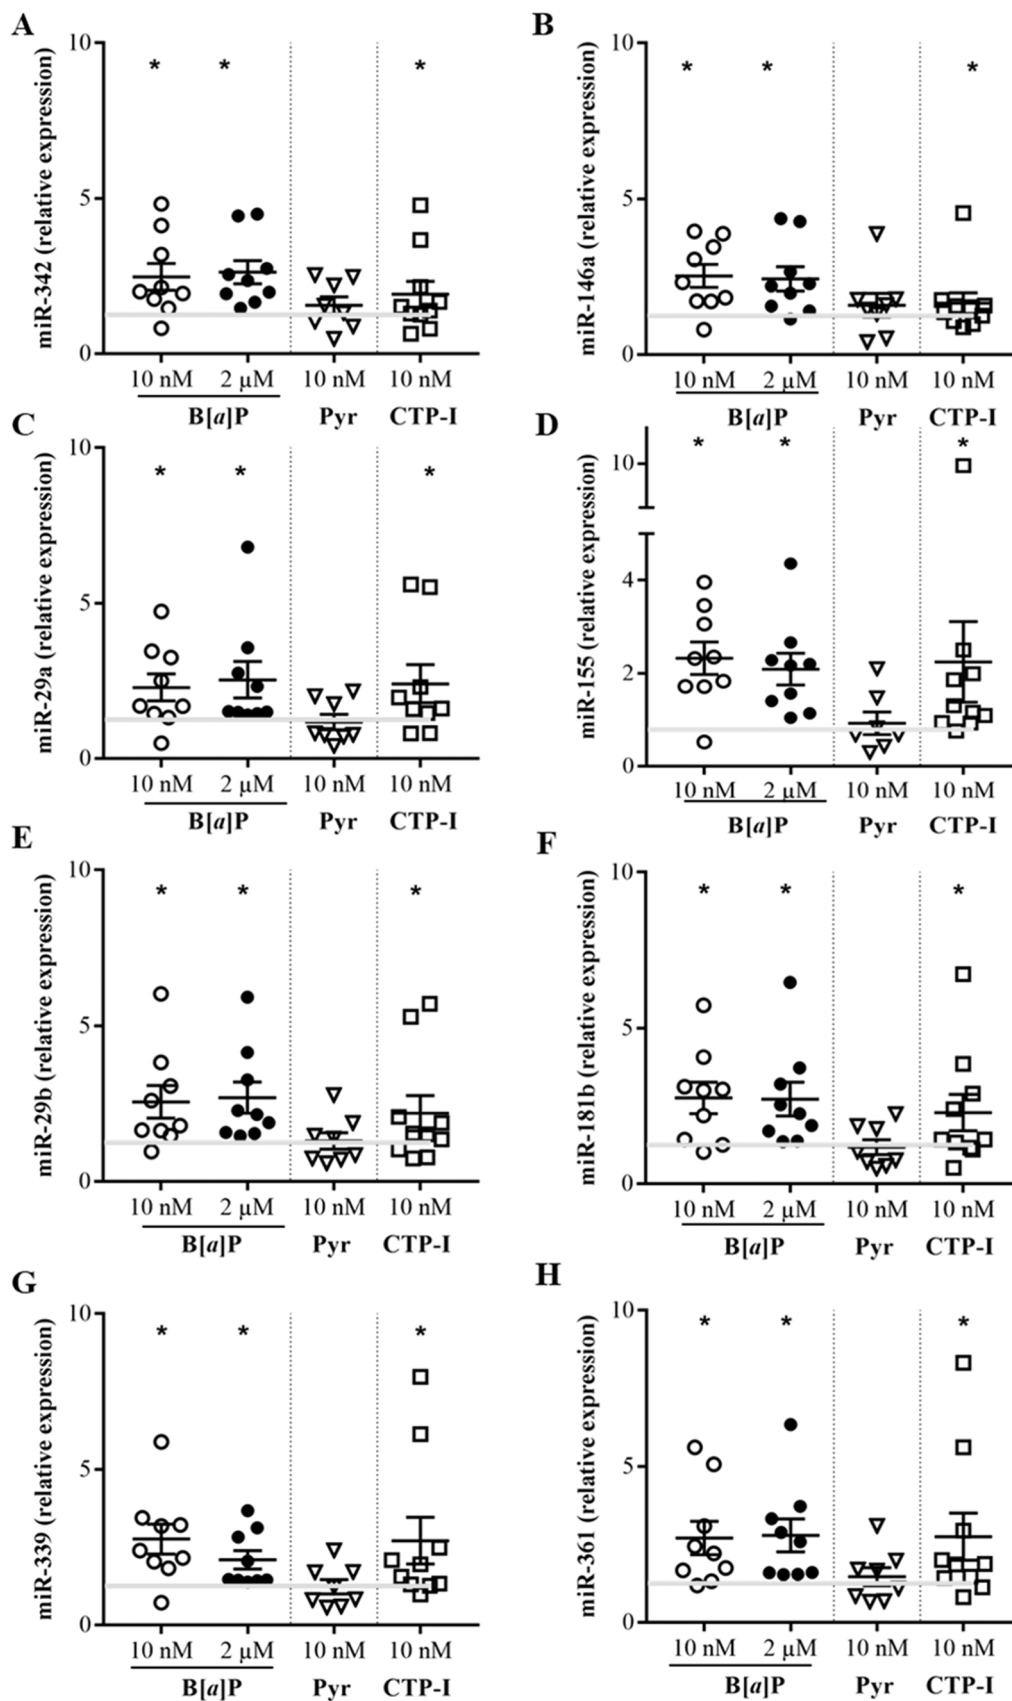 A
miR-342 (relative expression)
10
5
0
* * *
10 nM 2 µM 10 nM 10 nM
B[a]P Pyr CTP-I
B
miR-146a (relative expression)
10
5
0
* * *
10 nM 2 µM 10 nM 10 nM
B[a]P Pyr CTP-I
C
miR-29a (relative expression)
10
5
0
* * *
10 nM 2 µM 10 nM 10 nM
B[a]P Pyr CTP-I
D
miR-155 (relative expression)
10
4
2
0
* * *
10 nM 2 µM 10 nM 10 nM
B[a]P Pyr CTP-I
E
miR-29b (relative expression)
10
5
0
* * *
10 nM 2 µM 10 nM 10 nM
B[a]P Pyr CTP-I
F
miR-181b (relative expression)
10
5
0
* * *
10 nM 2 µM 10 nM 10 nM
B[a]P Pyr CTP-I
G
miR-339 (relative expression)
10
5
0
* * *
10 nM 2 µM 10 nM 10 nM
B[a]P Pyr CTP-I
H
miR-361 (relative expression)
10
5
0
* * *
10 nM 2 µM 10 nM 10 nM
B[a]P Pyr CTP-I